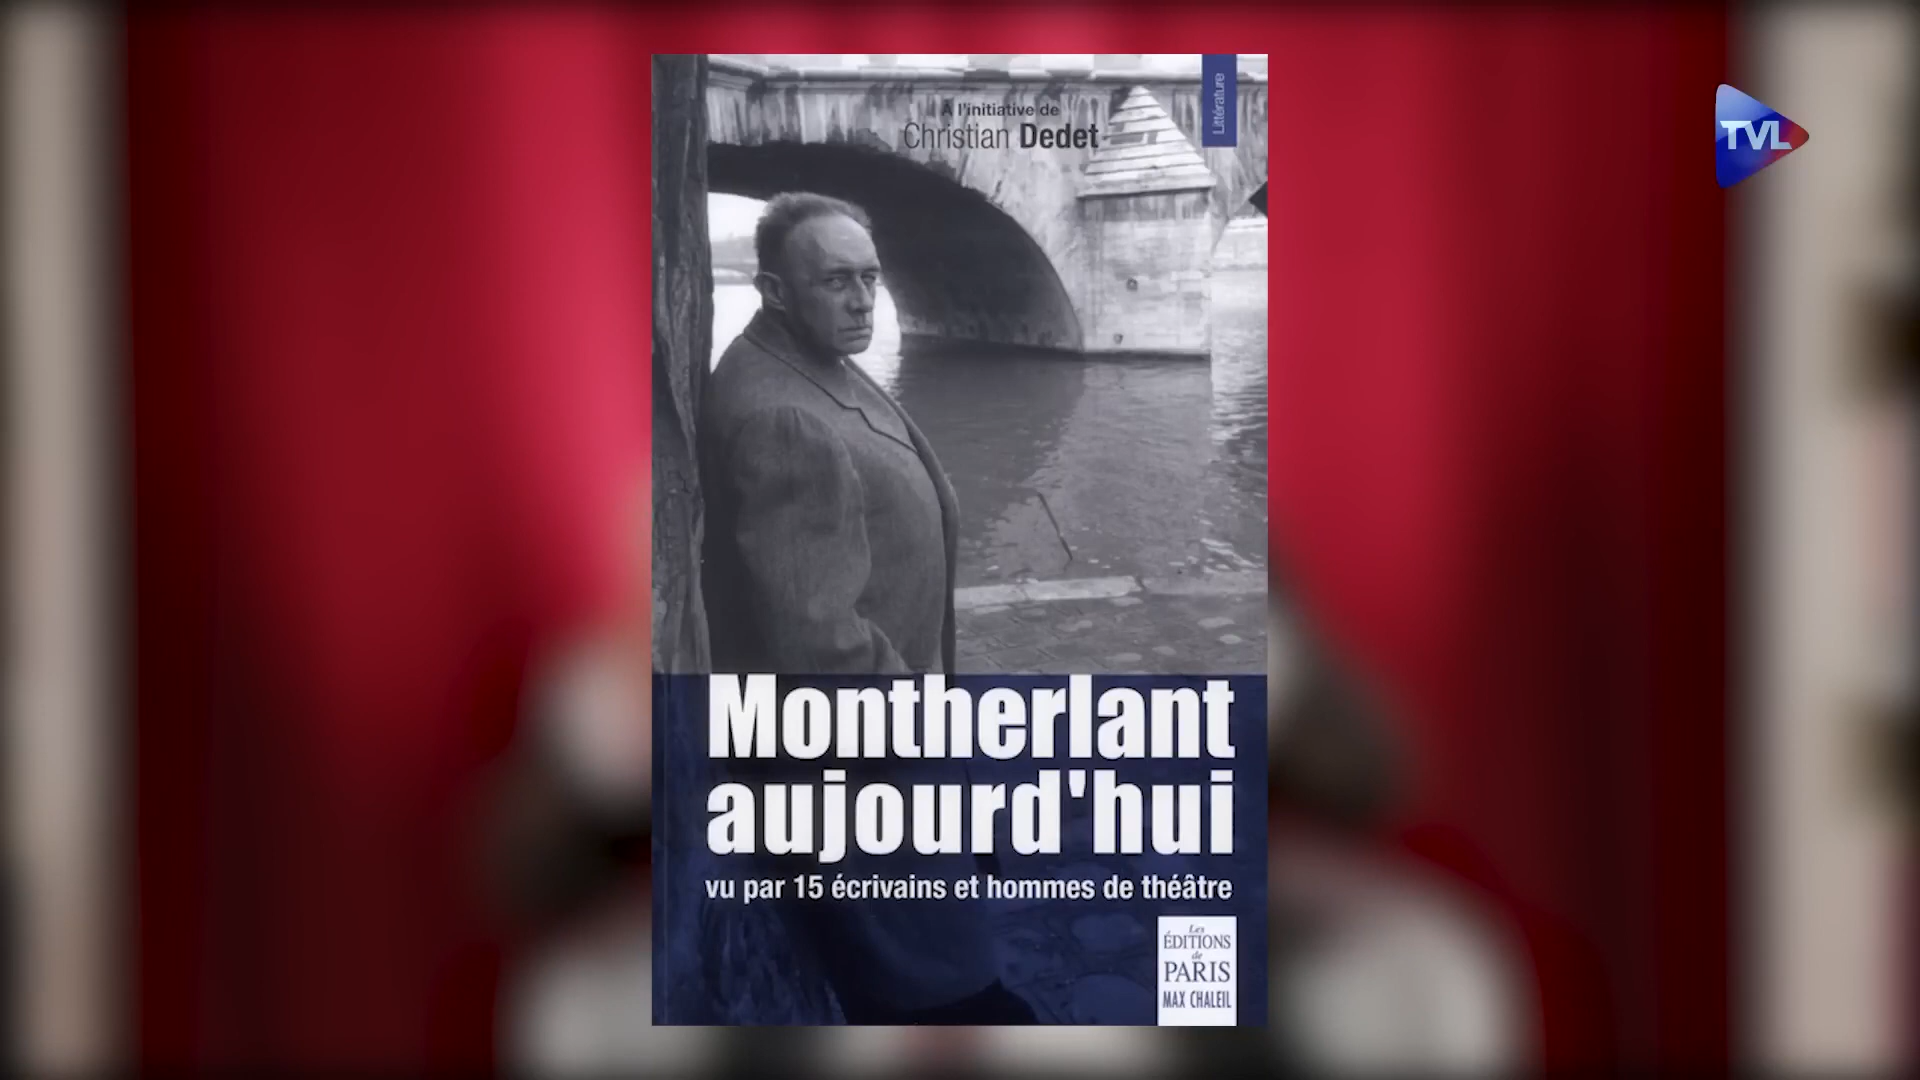 À l'initiative de
Christian Dedet
Littérature
TVL
Montherlant
aujourd'hui
vu par 15 écrivains et hommes de théâtre
Les
ÉDITIONS
de
PARIS
MAX CHALEIL